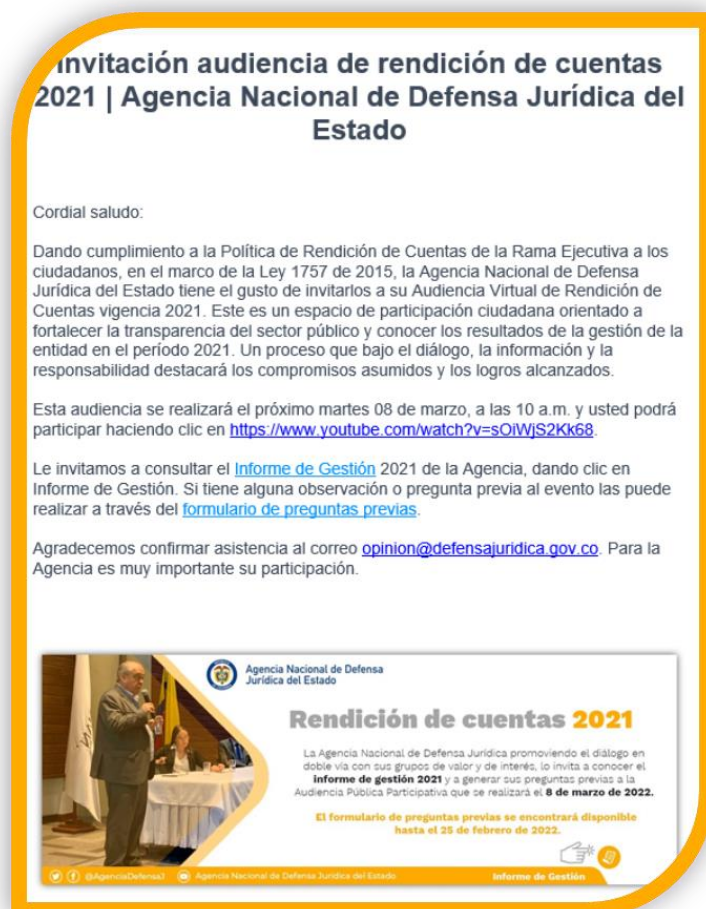 Invitación audiencia de rendición de cuentas
2021 | Agencia Nacional de Defensa Jurídica del
Estado
Cordial saludo:
Dando cumplimiento a la Política de Rendición de Cuentas de la Rama Ejecutiva a los
ciudadanos, en el marco de la Ley 1757 de 2015, la Agencia Nacional de Defensa
Jurídica del Estado tiene el gusto de invitarlos a su Audiencia Virtual de Rendición de
Cuentas vigencia 2021. Este es un espacio de participación ciudadana orientado a
fortalecer la transparencia del sector público y conocer los resultados de la gestión de la
entidad en el período 2021. Un proceso que bajo el diálogo, la información y la
responsabilidad destacará los compromisos asumidos y los logros alcanzados.
Esta audiencia se realizará el próximo martes 08 de marzo, a las 10 a.m. y usted podrá
participar haciendo clic en https://www.youtube.com/watch?v=sOiWjS2Kk68.
Le invitamos a consultar el Informe de Gestión 2021 de la Agencia, dando clic en
Informe de Gestión. Si tiene alguna observación o pregunta previa al evento las puede
realizar a través del formulario de preguntas previas.
Agradecemos confirmar asistencia al correo opinion@defensajuridica.gov.co. Para la
Agencia es muy importante su participación.
Agencia Nacional de Defensa
Jurídica del Estado
Rendición de cuentas 2021
La Agencia Nacional de Defensa Jurídica promoviendo el diálogo en
doble vía con sus grupos de valor y de interés, lo invita a conocer el
informe de gestión 2021 y a generar sus preguntas previas a la
Audiencia Pública Participativa que se realizará el 8 de marzo de 2022.
El formulario de preguntas previas se encontrará disponible
hasta el 25 de febrero de 2022.
@AgenciaDefensaJ Agencia Nacional de Defensa Jurídica del Estado Informe de Gestión